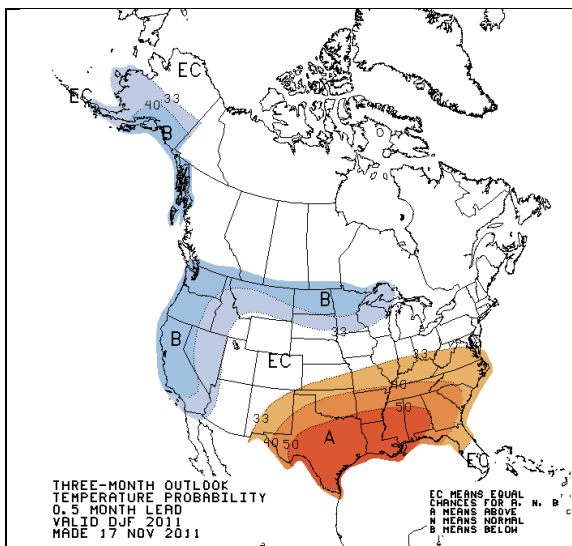 EC
EC
33
40
B
B
B
33
EC
33
40
33
50
A
40
50
EC
THREE-MONTH OUTLOOK
TEMPERATURE PROBABILITY
0.5 MONTH LEAD
VALID DJF 2011
MADE 17 NOV 2011
EC MEANS EQUAL
CHANCES FOR A, N, B
A MEANS ABOVE
N MEANS NORMAL
B MEANS BELOW